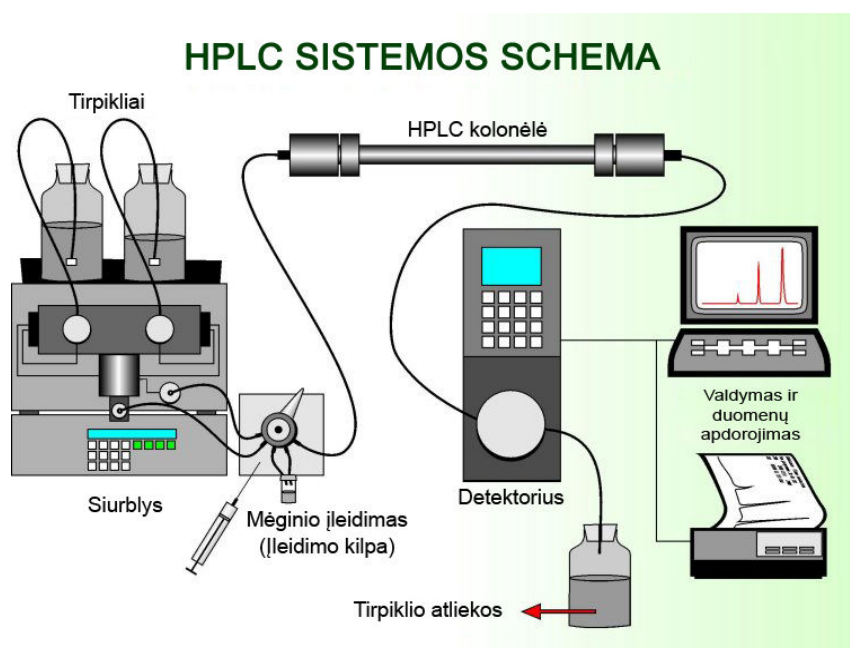 HPLC SISTEMOS SCHEMA
Tirpikliai
HPLC kolonėlė
Valdymas ir
duomenų
apdorojimas
Siurblys
Mėginio įleidimas
(Įleidimo kilpa)
Detektorius
Tirpiklio atliekos